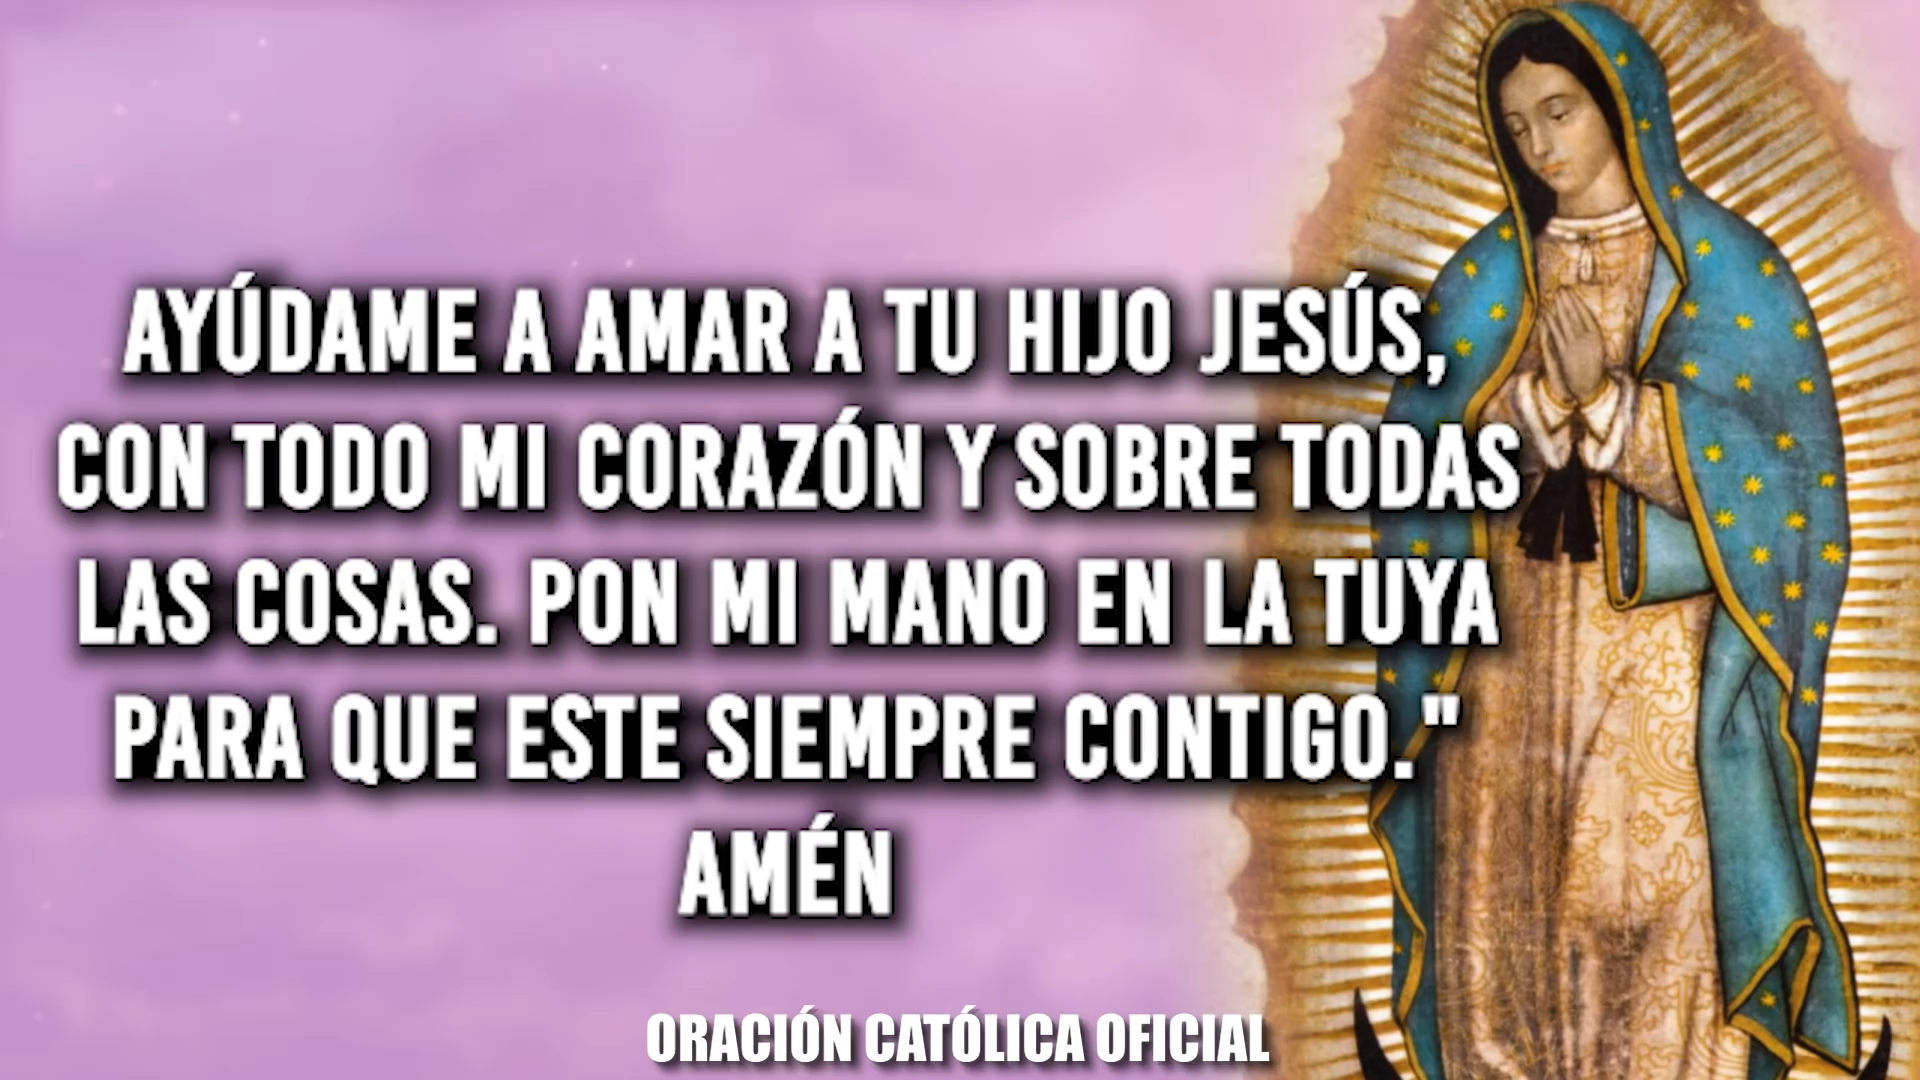 AYÚDAME A AMAR A TU HIJO JESÚS,
CON TODO MI CORAZÓN Y SOBRE TODAS
LAS COSAS. PON MI MANO EN LA TUYA
PARA QUE ESTE SIEMPRE CONTIGO."
AMÉN
ORACIÓN CATÓLICA OFICIAL